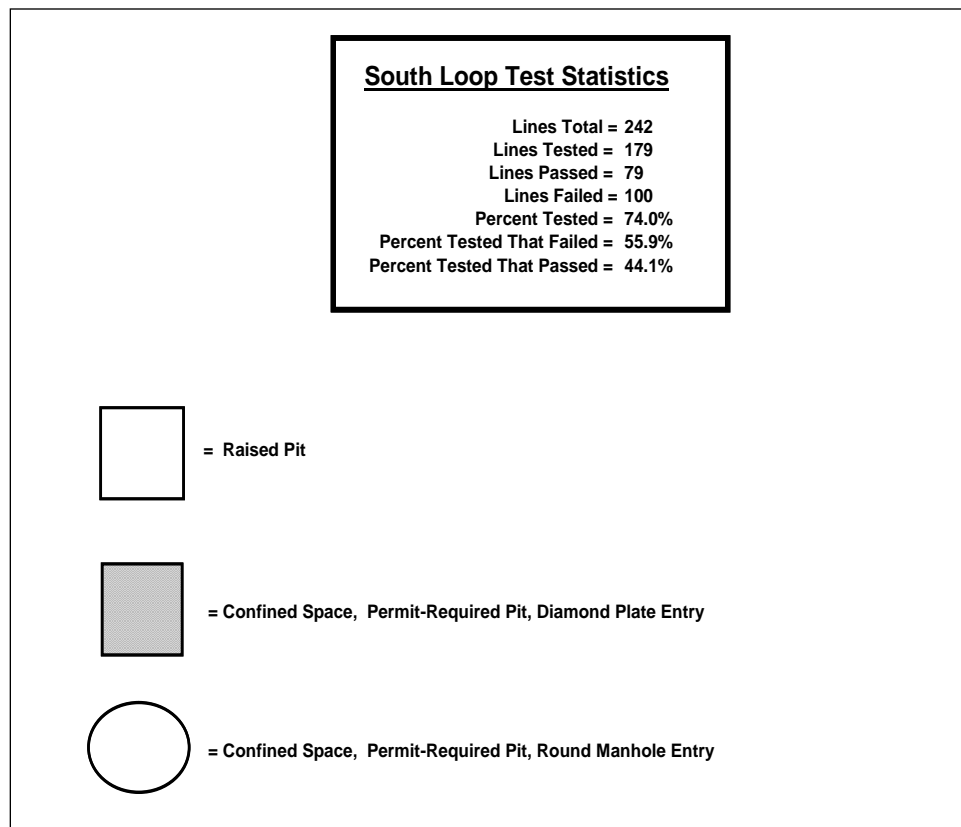 South Loop Test Statistics
Lines Total = 242
Lines Tested = 179
Lines Passed = 79
Lines Failed = 100
Percent Tested = 74.0%
Percent Tested That Failed = 55.9%
Percent Tested That Passed = 44.1%
= Raised Pit
= Confined Space, Permit-Required Pit, Diamond Plate Entry
= Confined Space, Permit-Required Pit, Round Manhole Entry